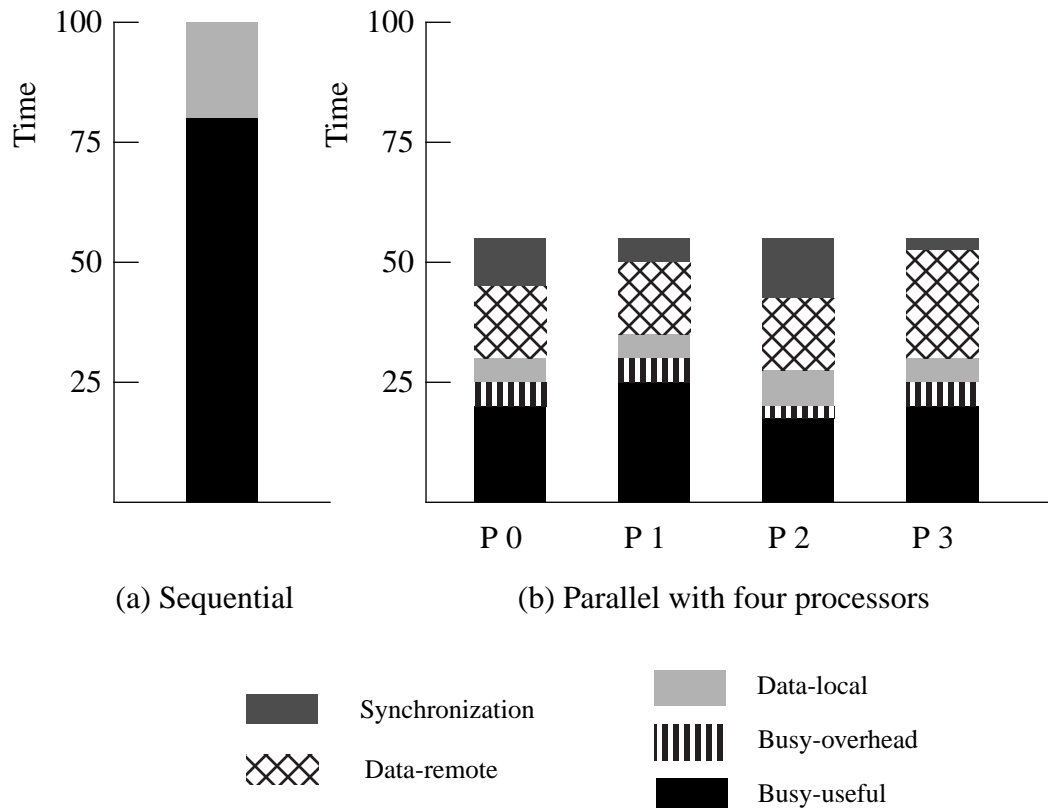 100
75
50
25
Time
(a) Sequential
100
75
50
25
Time
P 0 P 1 P 2 P 3
(b) Parallel with four processors
Synchronization
Data-remote
Data-local
Busy-overhead
Busy-useful